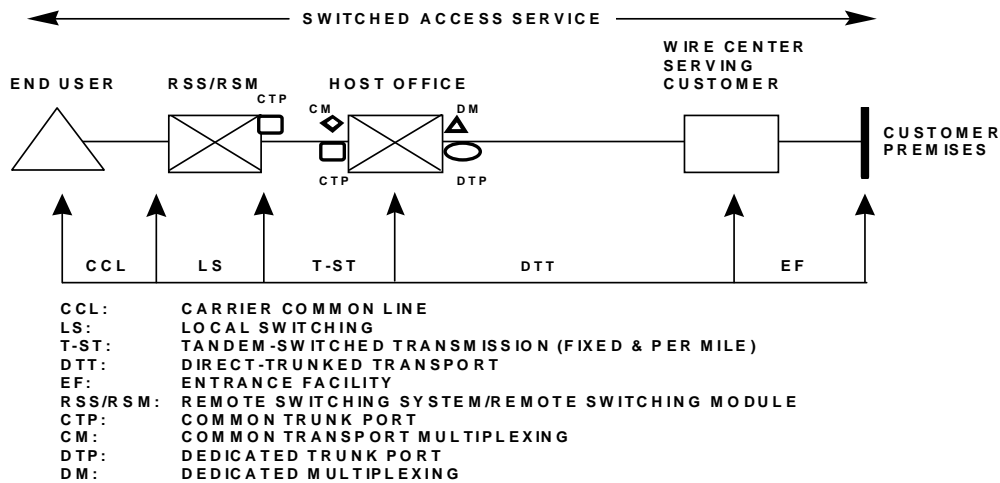 SWITCHED ACCESS SERVICE
WIRE CENTER
SERVING
CUSTOMER
END USER
RSS/RSM
HOST OFFICE
CTP
CM
DM
CUSTOMER
PREMISES
CTP
DTP
CCL
LS
T-ST
DTT
EF
CCL: CARRIER COMMON LINE
LS: LOCAL SWITCHING
T-ST: TANDEM-SWITCHED TRANSMISSION (FIXED & PER MILE)
DTT: DIRECT-TRUNKED TRANSPORT
EF: ENTRANCE FACILITY
RSS/RSM: REMOTE SWITCHING SYSTEM/REMOTE SWITCHING MODULE
CTP: COMMON TRUNK PORT
CM: COMMON TRANSPORT MULTIPLEXING
DTP: DEDICATED TRUNK PORT
DM: DEDICATED MULTIPLEXING